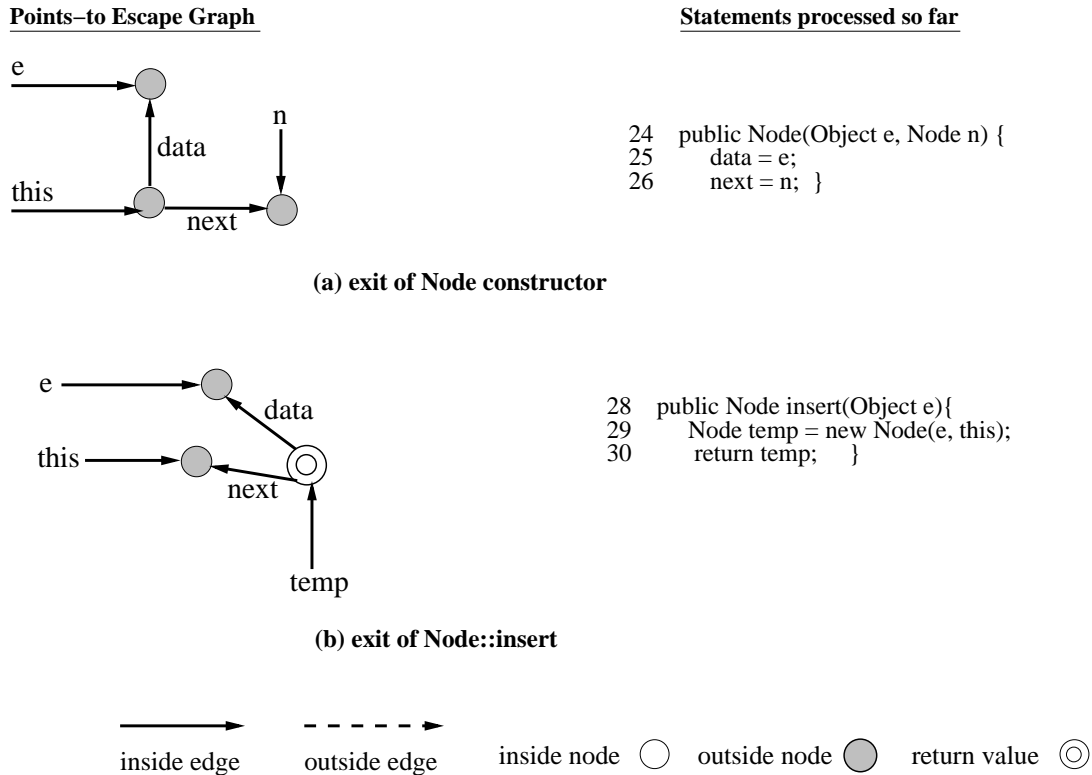 Points−to Escape Graph
Statements processed so far
e
n
data
this
next
24 public Node(Object e, Node n) {
25 data = e;
26 next = n; }
(a) exit of Node constructor
e
data
this
next
temp
28 public Node insert(Object e){
29 Node temp = new Node(e, this);
30 return temp; }
(b) exit of Node::insert
inside edge
outside edge
inside node
outside node
return value